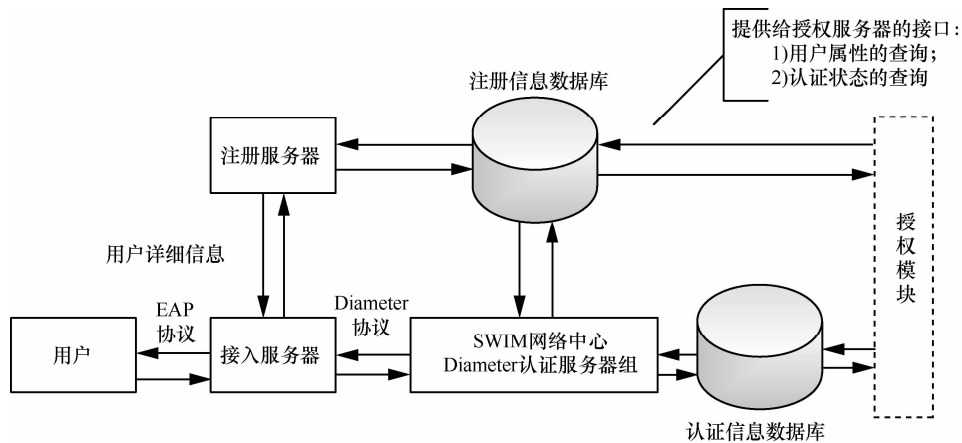 提供给授权服务器的接口：
1)用户属性的查询；
2)认证状态的查询
注册信息数据库
注册服务器
用户详细信息
授权模块
EAP
协议
Diameter
协议
用户
接入服务器
SWIM网络中心
Diameter认证服务器组
认证信息数据库